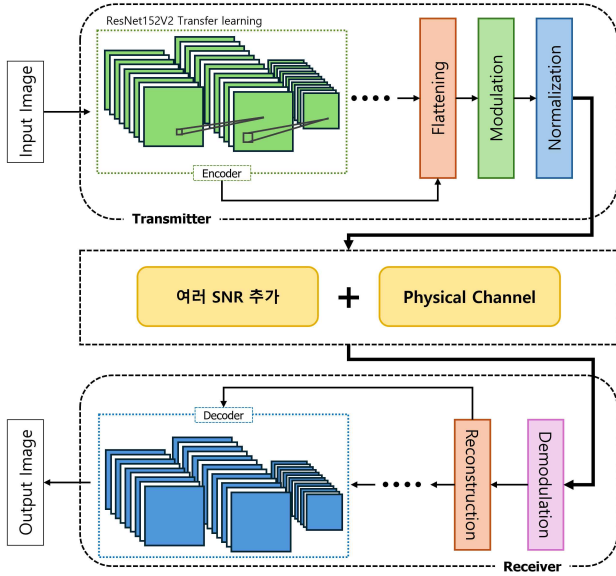 ResNet152V2 Transfer learning
Input Image
Encoder
Flattening
Modulation
Normalization
Transmitter
여러 SNR 추가
+
Physical Channel
Decoder
Output Image
Reconstruction
Demodulation
Receiver